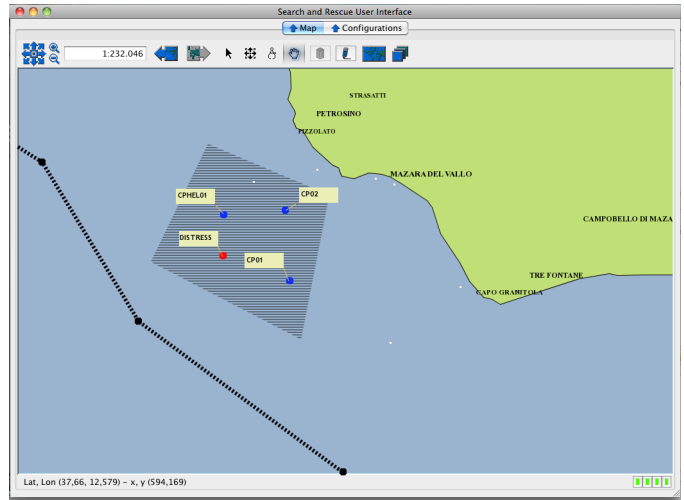 Search and Rescue User Interface
Map Configurations
1:232.046
STRASATTI
PETROSINO
PIZZOLATO
MAZARA DEL VALLO
CPHEL01
CP02
CAMPOBELLO DI MAZA
DISTRESS
CP01
TRE FONTANE
CAPO GRANITOLA
Lat, Lon (37,66, 12,579) - x, y (594,169)